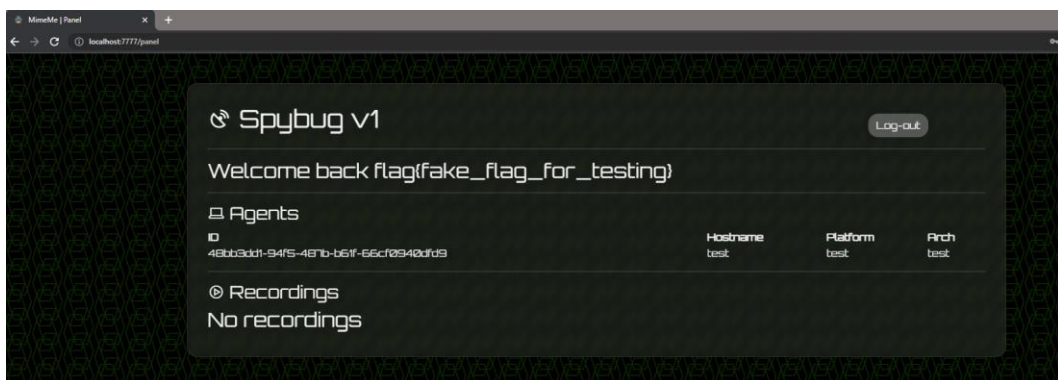 MimeMe | Panel
localhost:7777/panel
Spybug v1
Log-out
Welcome back flag{fake_flag_for_testing}
Agents
ID Hostname Platform Arch
48bb3dd1-94f5-487b-b61f-66cf0940dfd9 test test test
Recordings
No recordings